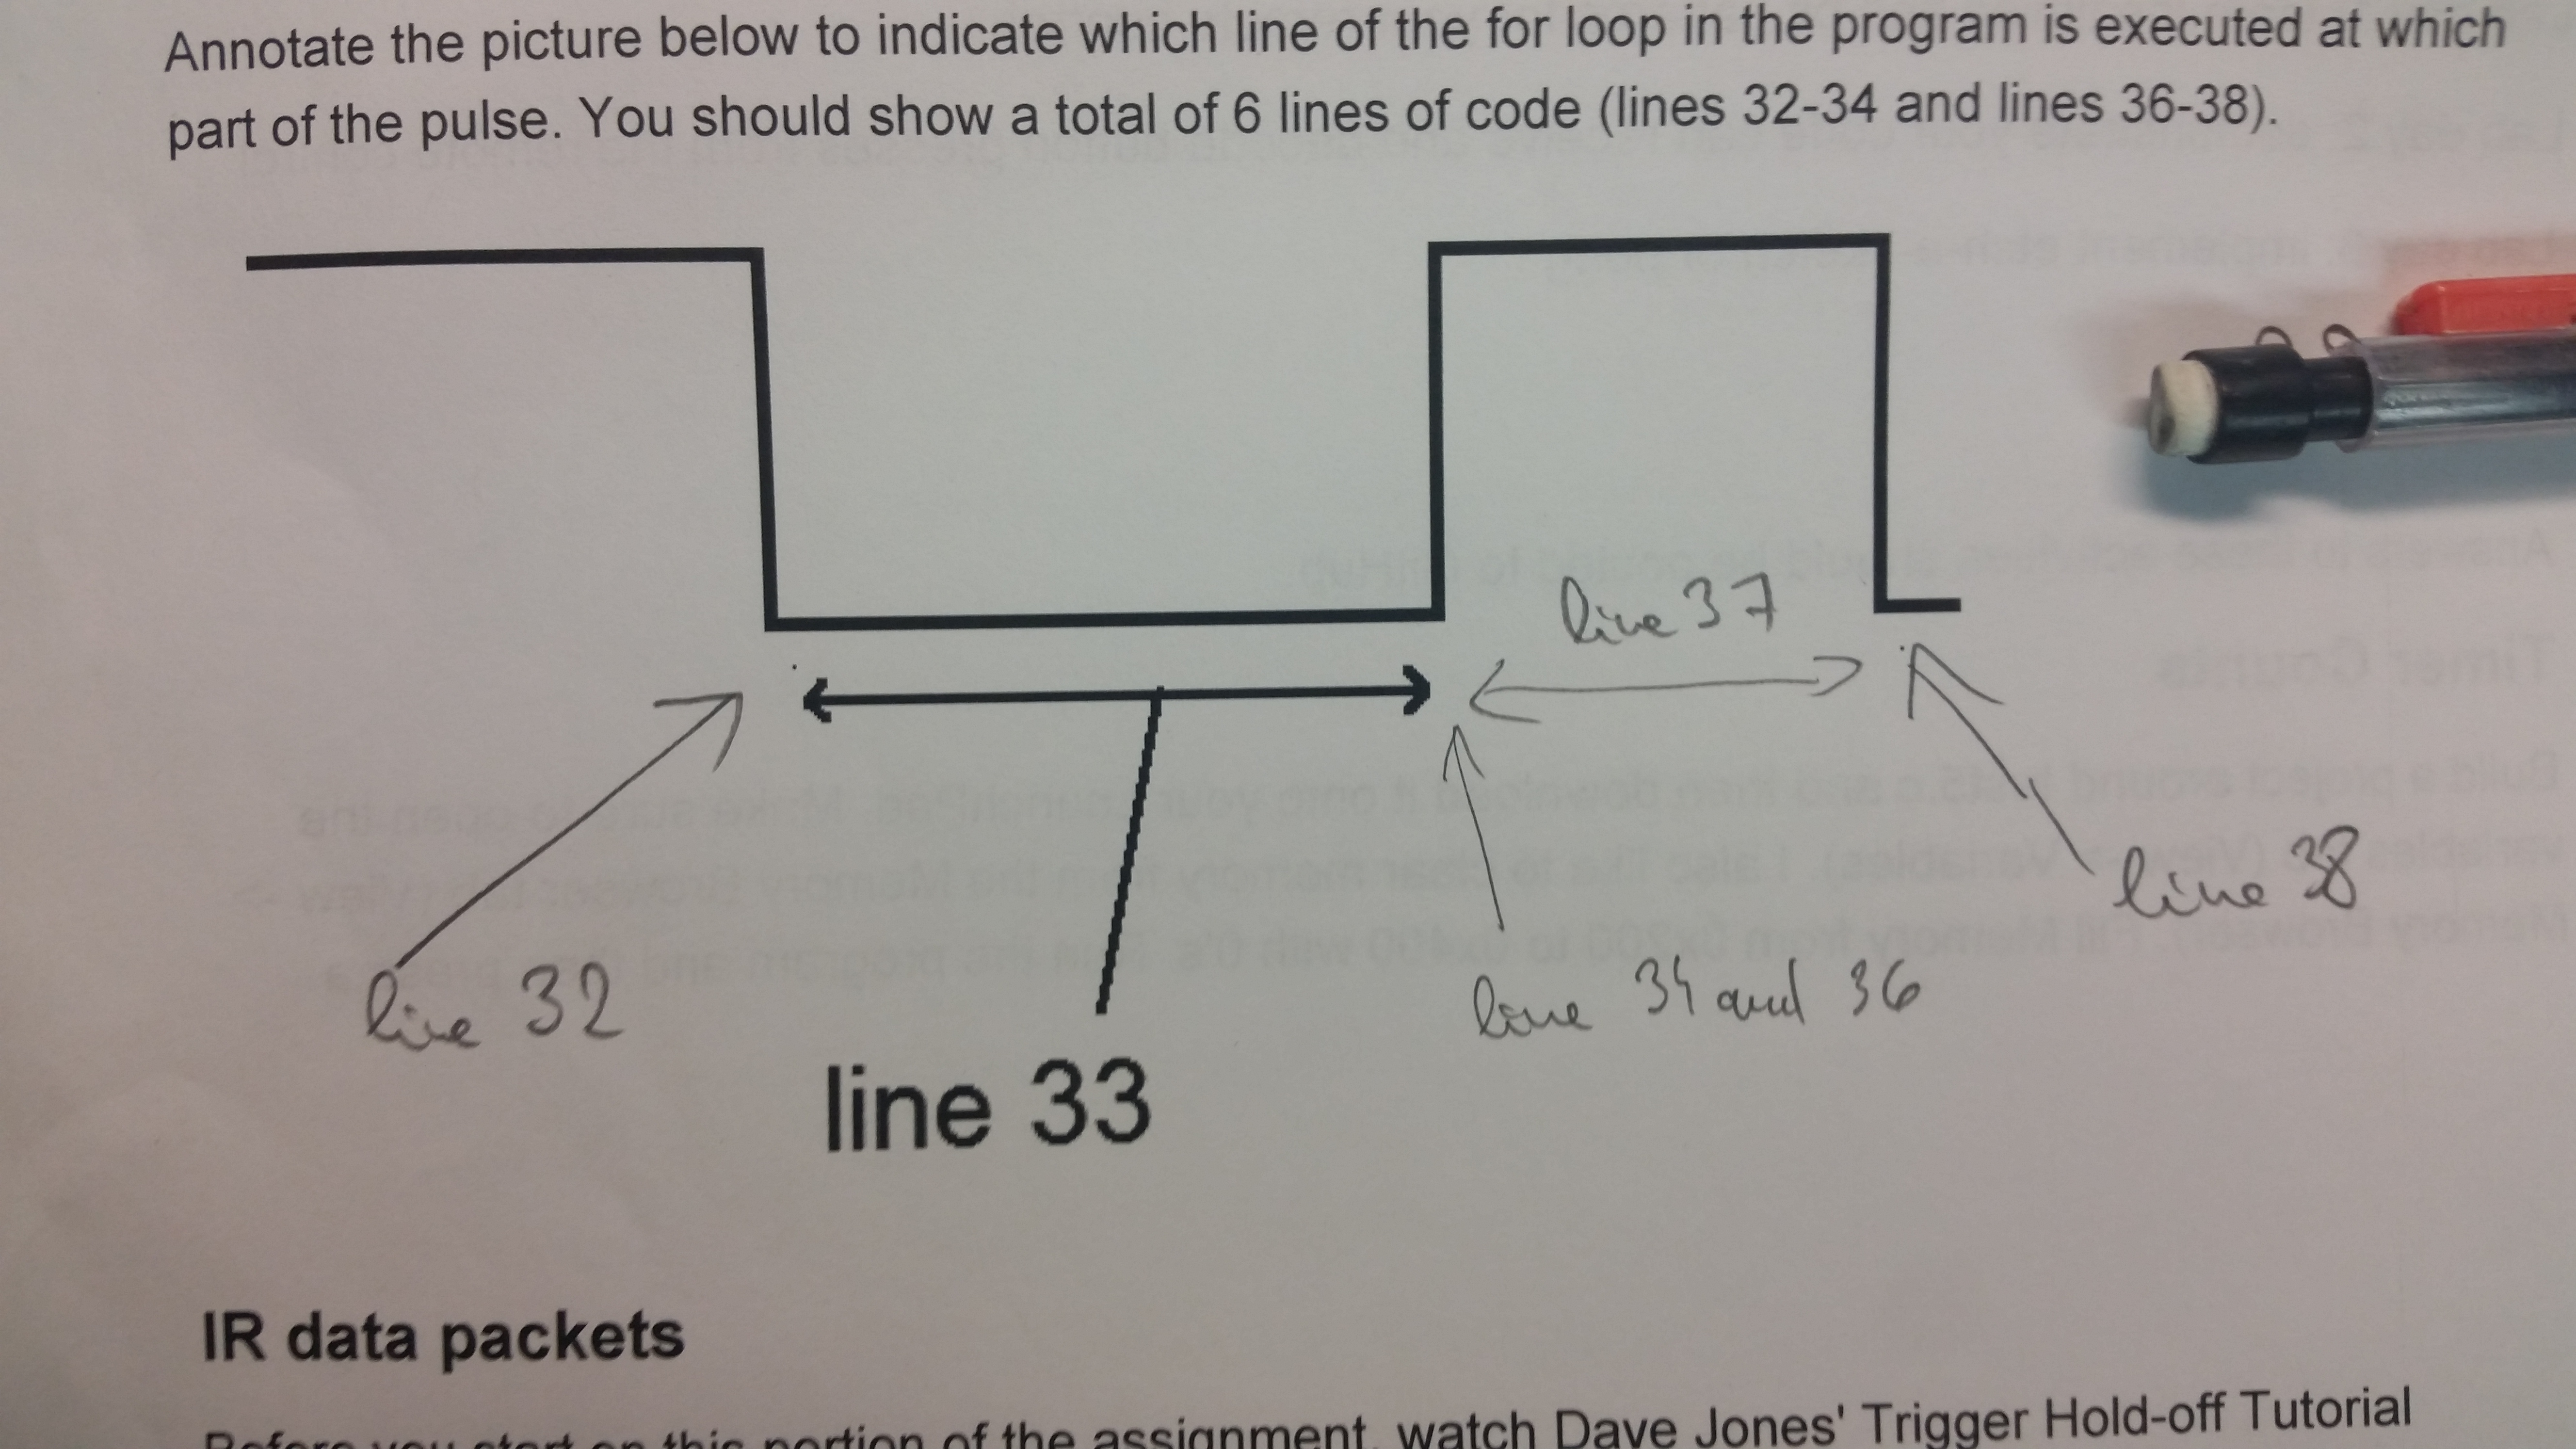 Annotate the picture below to indicate which line of the for loop in the program is executed at which
part of the pulse. You should show a total of 6 lines of code (lines 32-34 and lines 36-38).
line 37
line 32
line 33
line 34 and 36
line 38
IR data packets
Before you start on this portion of the assignment, watch Dave Jones' Trigger Hold-off Tutorial